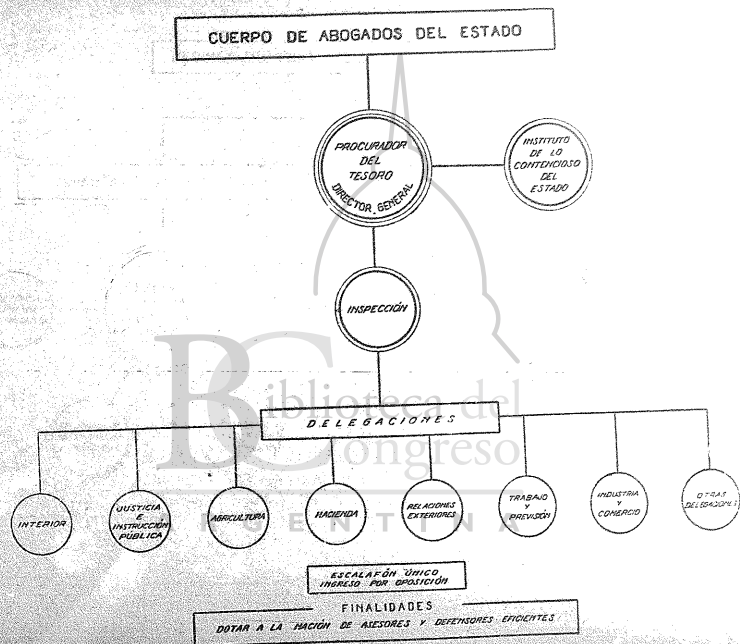 CUERPO DE ABOGADOS DEL ESTADO
PROCURADOR
DEL
TESORO
DIRECTOR GENERAL
INSTITUTO
DE LO
CONTENCIOSO
DEL
ESTADO
INSPECCIÓN
Biblioteca del
Congreso
ARGENTINA
DELEGACIONES
INTERIOR
JUSTICIA
E
INSTRUCCIÓN
PÚBLICA
AGRICULTURA
HACIENDA
RELACIONES
EXTERIORES
TRABAJO
Y
PREVISIÓN
INDUSTRIA
Y
COMERCIO
OTRAS
DELEGACIONES
ESCALAFÓN ÚNICO
INGRESO POR OPOSICIÓN
FINALIDADES
DOTAR A LA NACIÓN DE ASESORES Y DEFENSORES EFICIENTES